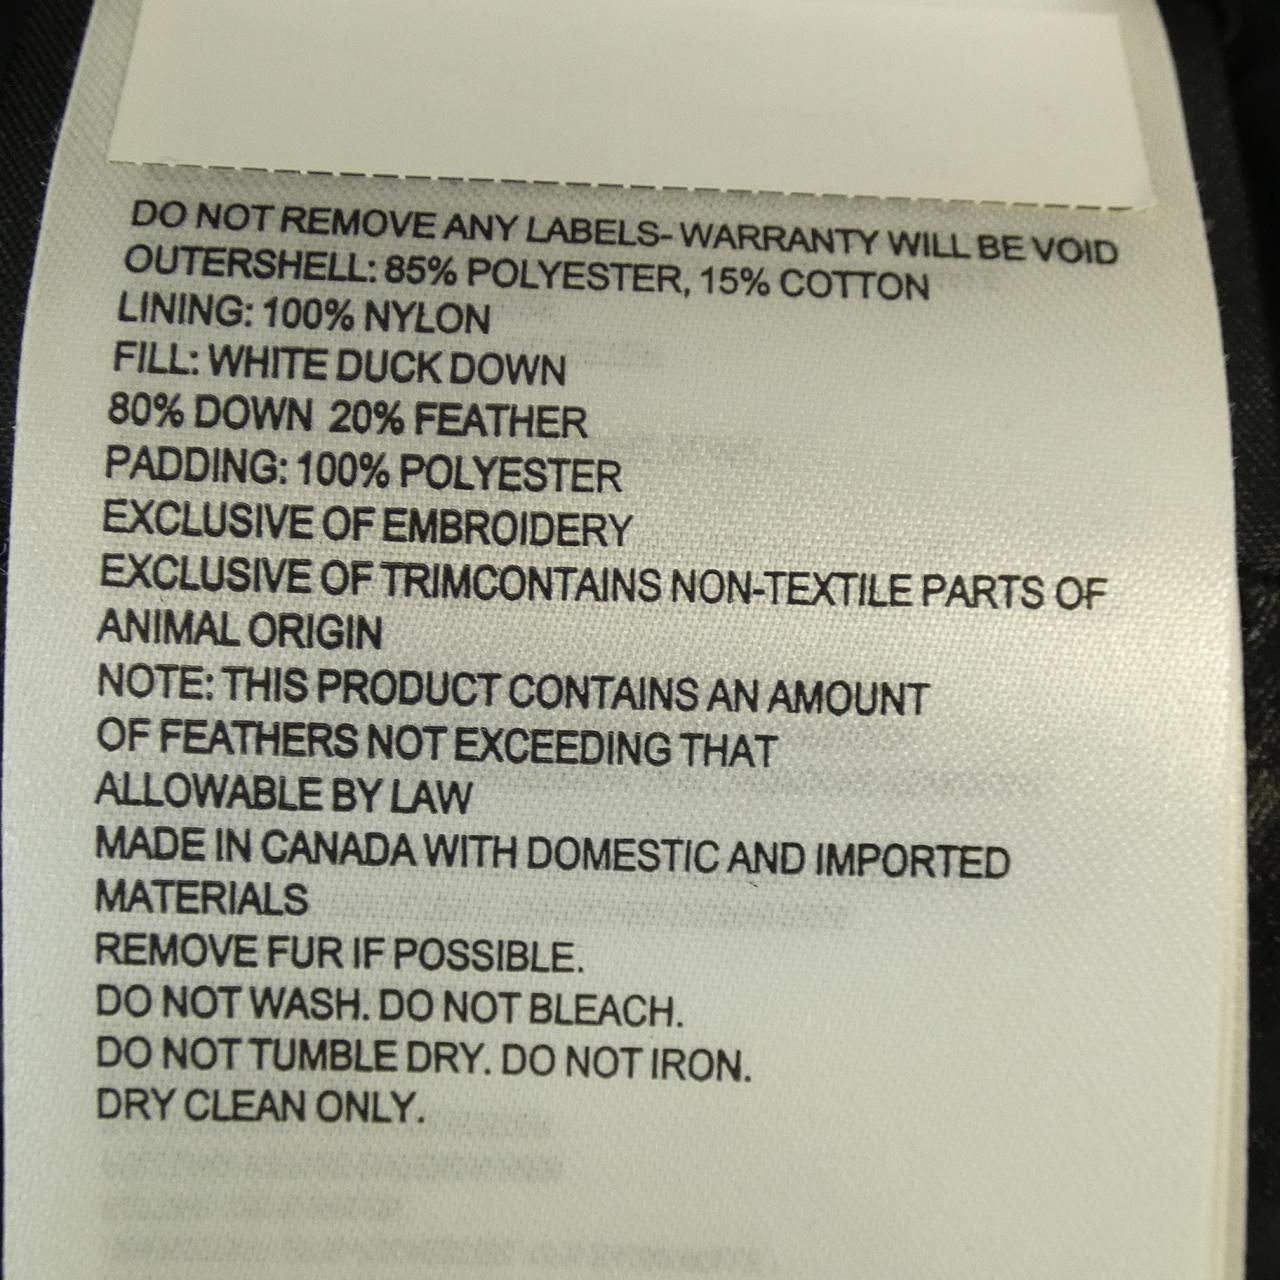 DO NOT REMOVE ANY LABELS- WARRANTY WILL BE VOID
OUTERSHELL: 85% POLYESTER, 15% COTTON
LINING: 100% NYLON
FILL: WHITE DUCK DOWN
80% DOWN 20% FEATHER
PADDING: 100% POLYESTER
EXCLUSIVE OF EMBROIDERY
EXCLUSIVE OF TRIMCONTAINS NON-TEXTILE PARTS OF
ANIMAL ORIGIN
NOTE: THIS PRODUCT CONTAINS AN AMOUNT
OF FEATHERS NOT EXCEEDING THAT
ALLOWABLE BY LAW
MADE IN CANADA WITH DOMESTIC AND IMPORTED
MATERIALS
REMOVE FUR IF POSSIBLE.
DO NOT WASH. DO NOT BLEACH.
DO NOT TUMBLE DRY. DO NOT IRON.
DRY CLEAN ONLY.